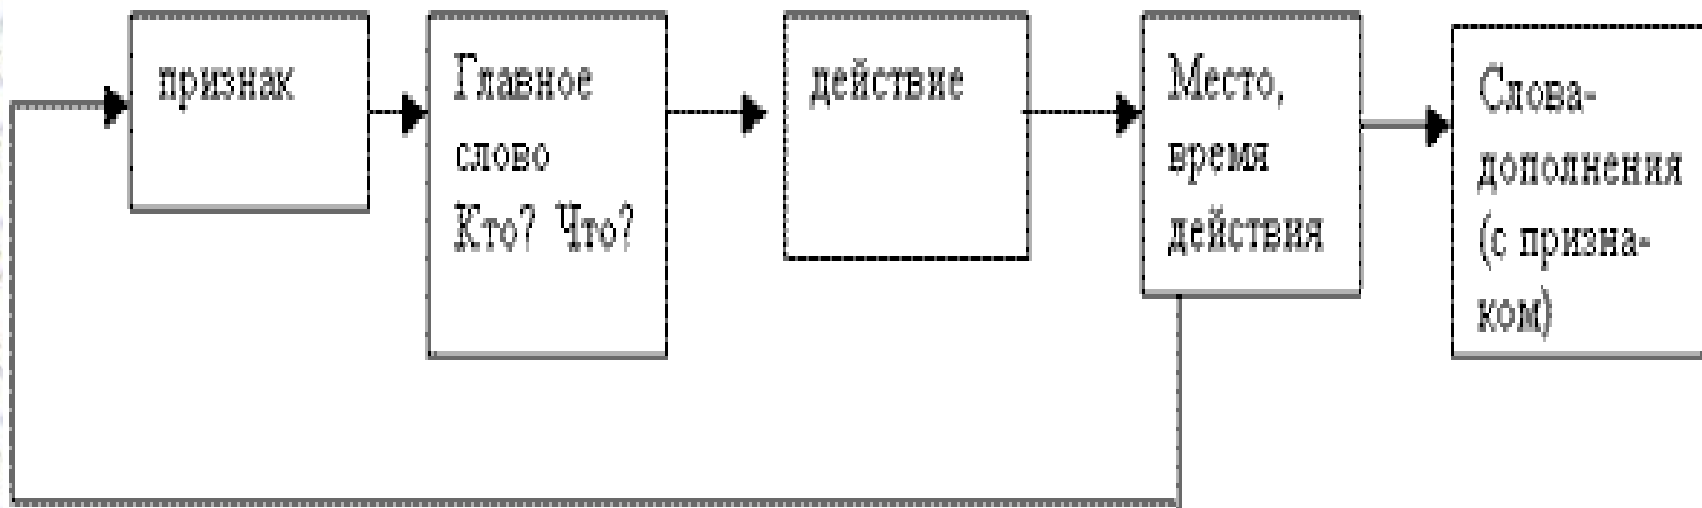 признак
Главное
слово
Кто? Что?
действие
Место,
время
действия
Слова-
дополнения
(с призна-
ком)